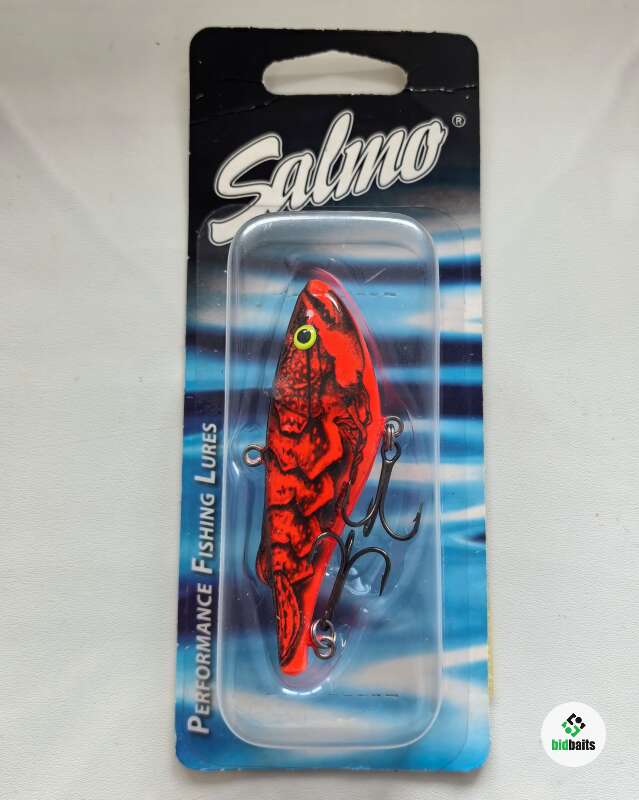 Salmo®
PERFORMANCE FISHING LURES
bidbaits